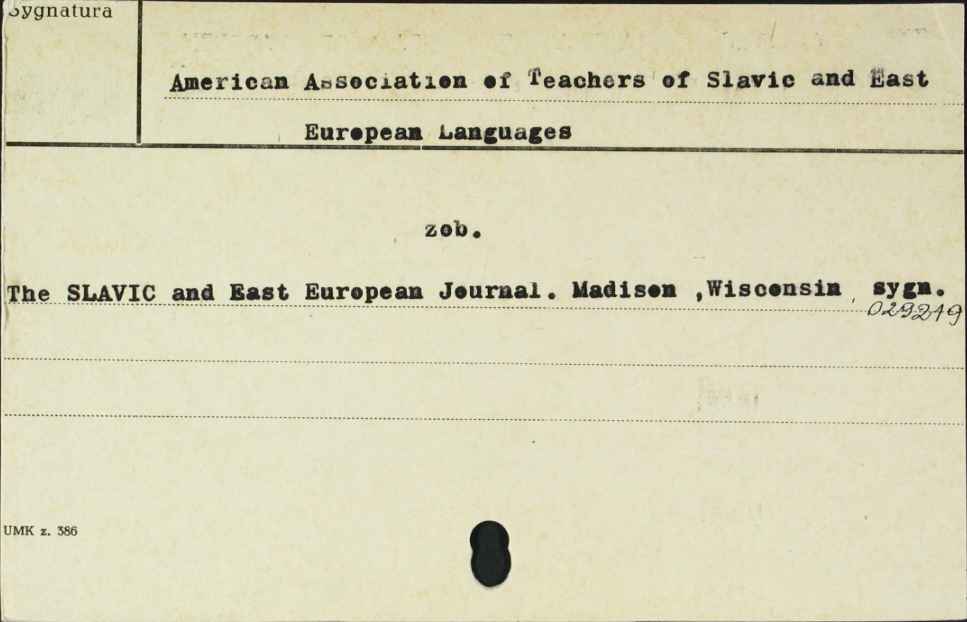 Sygnatura
American Association of Teachers of Slavic and East
European Languages
zob.
The SLAVIC and East European Journal. Madison ,Wisconsin , sygn.
029219
UMK z. 386